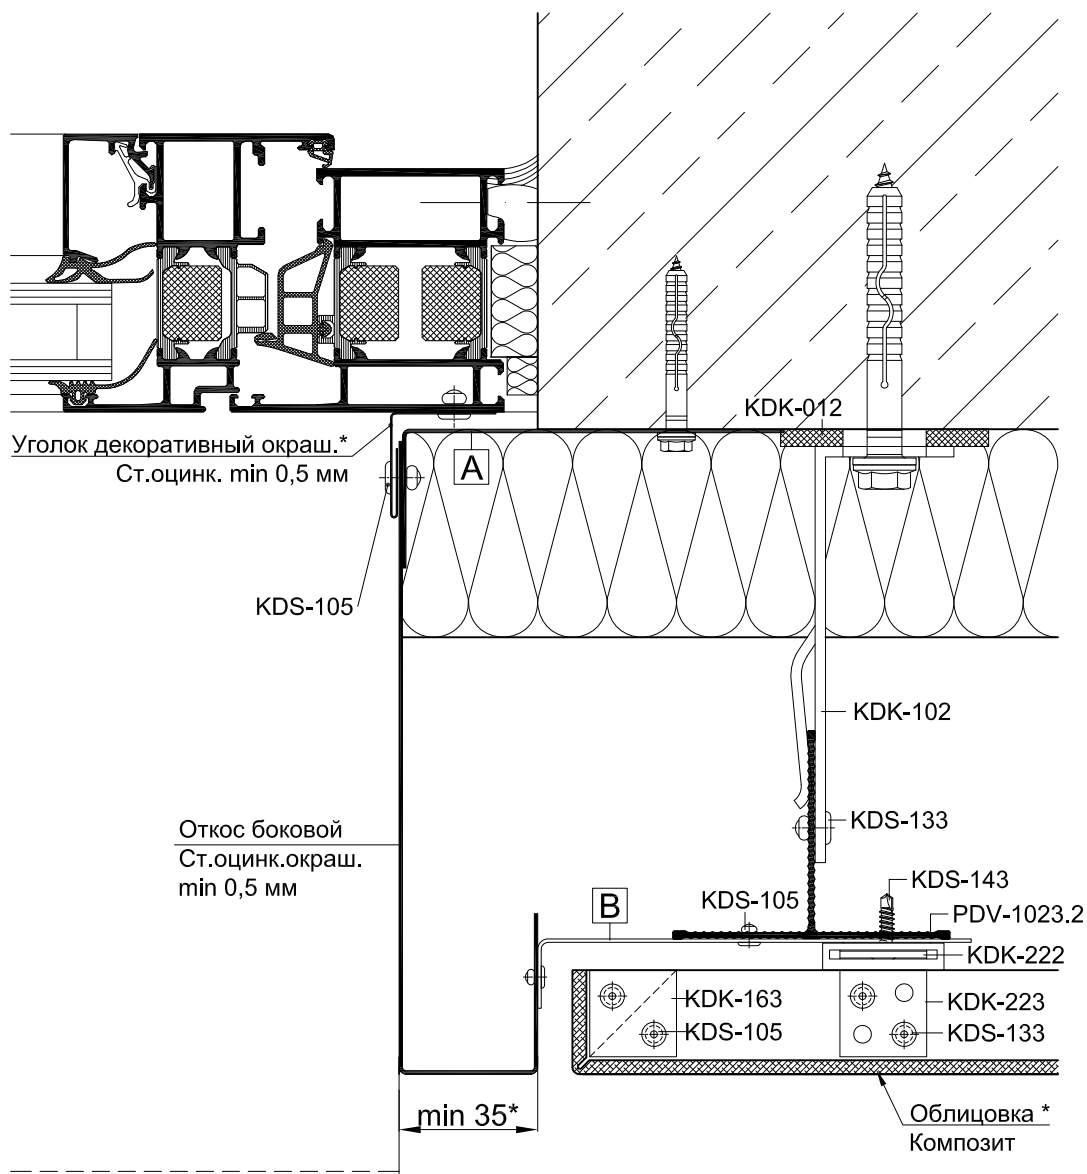 KDK-012
Уголок декоративный окраш.*
Ст.оцинк. min 0,5 мм
A
KDS-105
KDK-102
Откос боковой
Ст.оцинк.окраш.
min 0,5 мм
KDS-133
KDS-143
KDS-105
B
PDV-1023.2
KDK-222
KDK-163
KDK-223
KDS-105
KDS-133
min 35*
Облицовка *
Композит